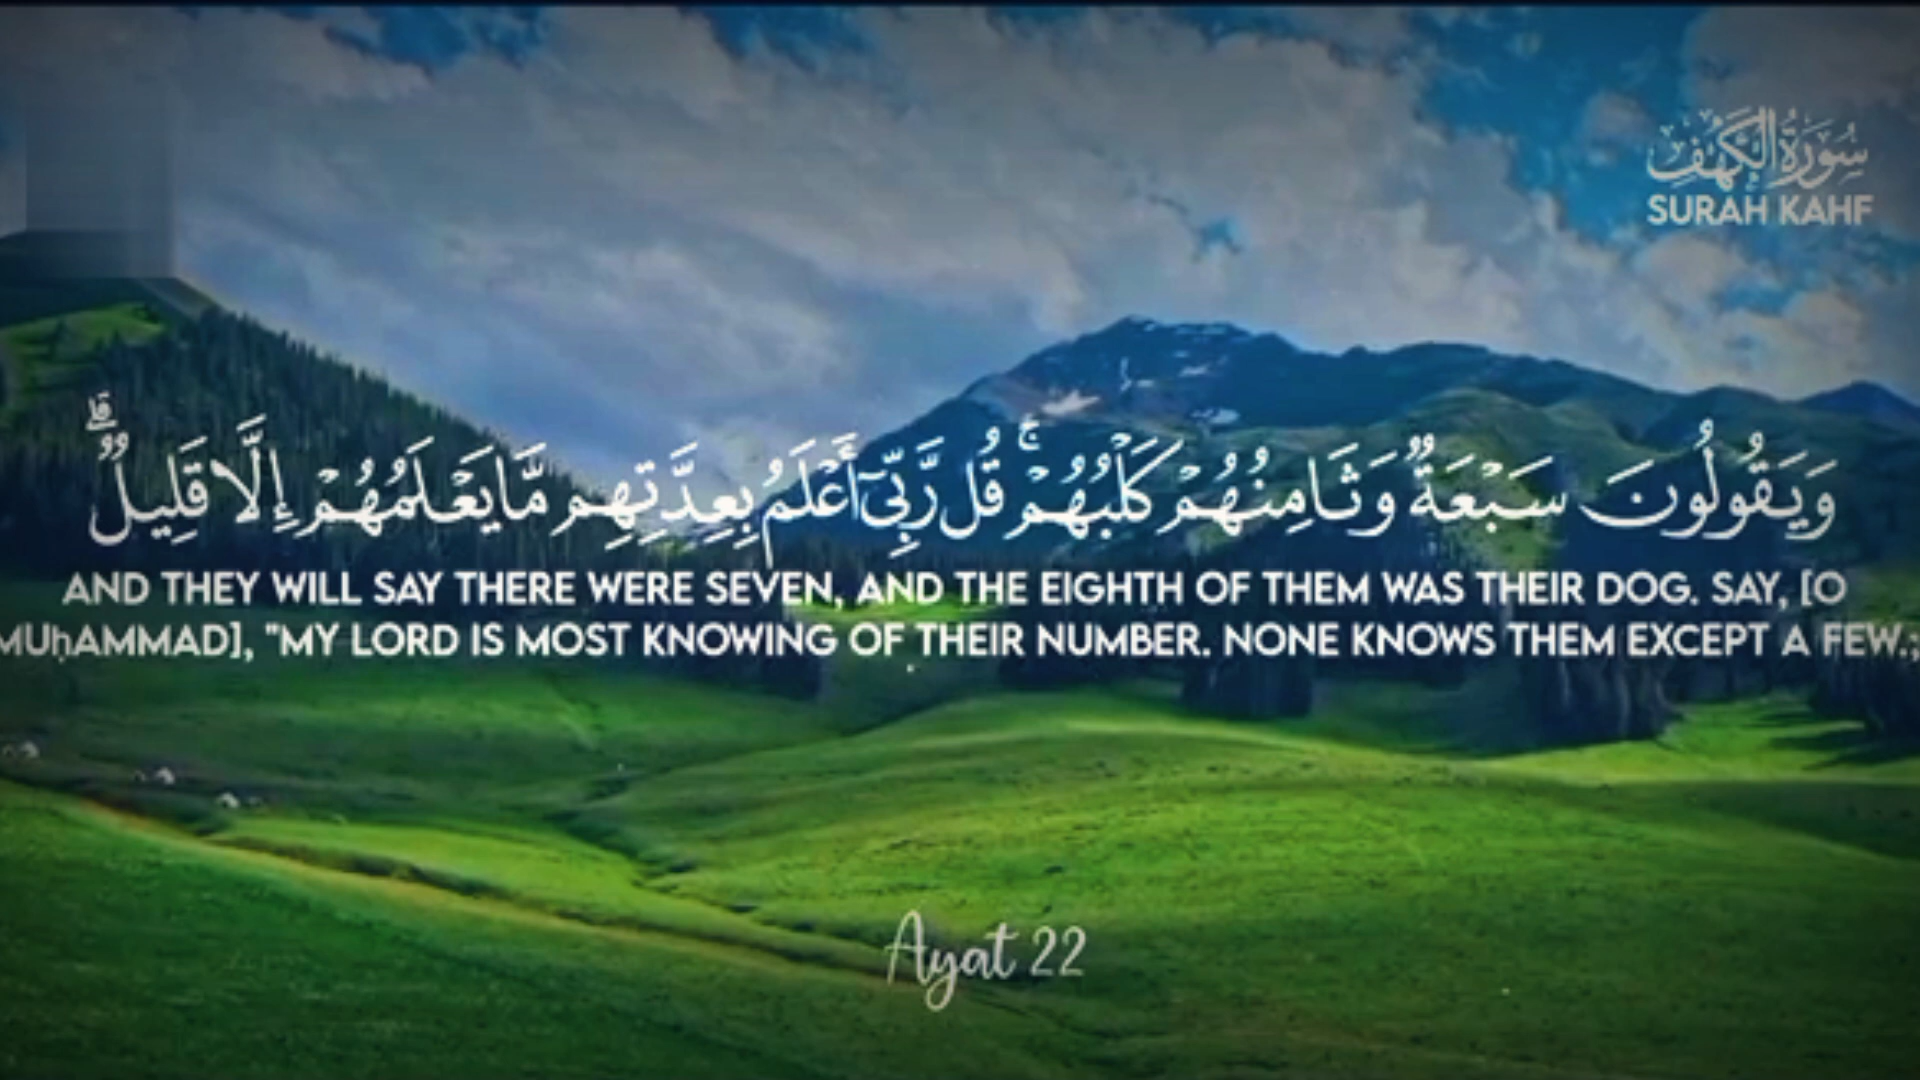 سُورَةُ الكَهْفِ
SURAH KAHF
وَيَقُولُونَ سَبْعَةٌ وَثَامِنُهُمْ كَلْبُهُمْ ۚ قُل رَّبِّىٓ أَعْلَمُ بِعِدَّتِهِم مَّا يَعْلَمُهُمْ إِلَّا قَلِيلٌ ۗ
AND THEY WILL SAY THERE WERE SEVEN, AND THE EIGHTH OF THEM WAS THEIR DOG. SAY, [O
MUḥAMMAD], "MY LORD IS MOST KNOWING OF THEIR NUMBER. NONE KNOWS THEM EXCEPT A FEW.;
Ayat 22